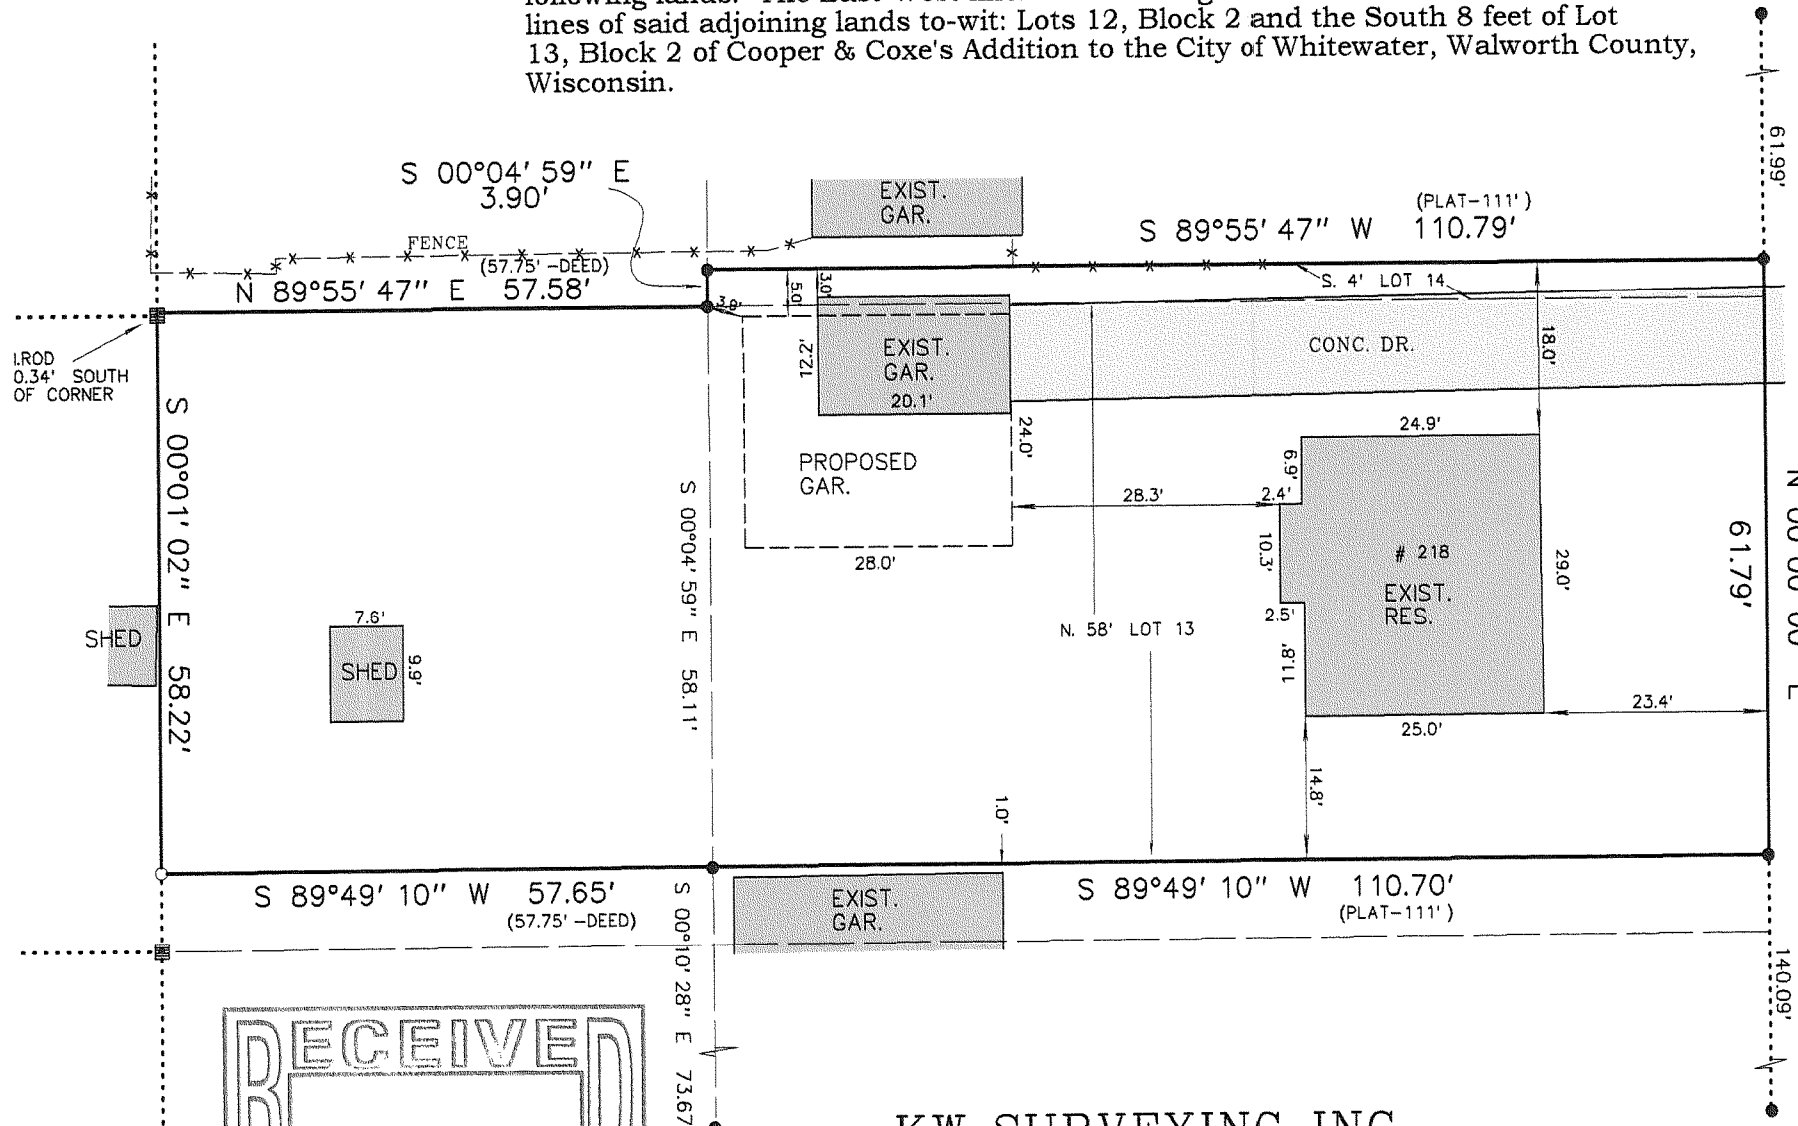 lines of said adjoining lands to-wit: Lots 12, Block 2 and the South 8 feet of Lot
13, Block 2 of Cooper & Coxe's Addition to the City of Whitewater, Walworth County,
Wisconsin.
61.99'
S 00°04' 59" E
3.90'
EXIST.
GAR.
(PLAT-111')
S 89°55' 47" W 110.79'
FENCE
(57.75' -DEED)
N 89°55' 47" E 57.58'
S. 4' LOT 14
3.0'
5.0'
3.0'
I.ROD
0.34' SOUTH
OF CORNER
12.2'
EXIST.
GAR.
20.1'
CONC. DR.
18.0'
S 00°01' 02" E 58.22'
24.0'
24.9'
PROPOSED
GAR.
6.9'
2.4'
28.3'
S 00°04' 59" E 58.11'
28.0'
10.3'
# 218
EXIST.
RES.
29.0'
61.79'
2.5'
N. 58' LOT 13
SHED
7.6'
SHED
9.9'
11.8'
23.4'
25.0'
14.8'
1.0'
S 89°49' 10" W 57.65'
(57.75' -DEED)
EXIST.
GAR.
S 89°49' 10" W 110.70'
(PLAT-111')
S 00°10' 28" E 73.67
140.09'
RECEIVED
KW SURVEYING INC